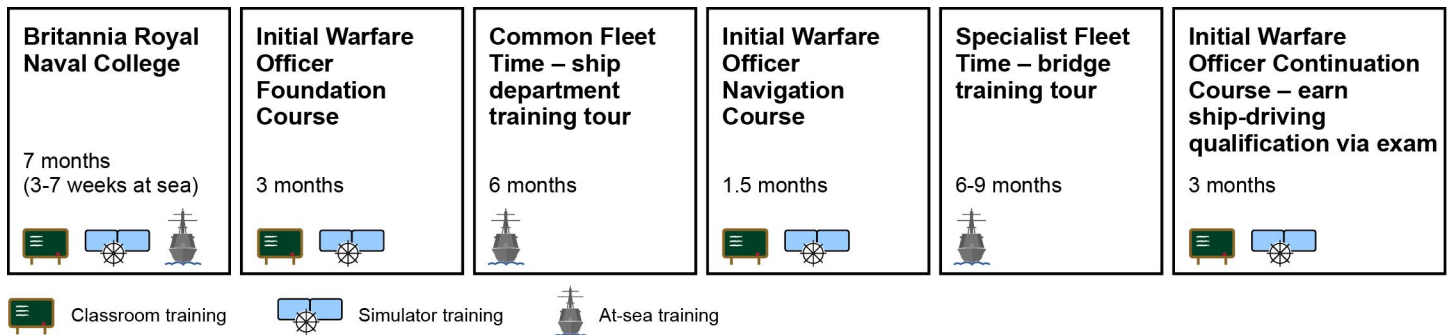 Britannia Royal
Naval College
7 months
(3-7 weeks at sea)
Initial Warfare
Officer
Foundation
Course
3 months
Common Fleet
Time – ship
department
training tour
6 months
Initial Warfare
Officer
Navigation
Course
1.5 months
Specialist Fleet
Time – bridge
training tour
6-9 months
Initial Warfare
Officer Continuation
Course – earn
ship-driving
qualification via exam
3 months
Classroom training
Simulator training
At-sea training